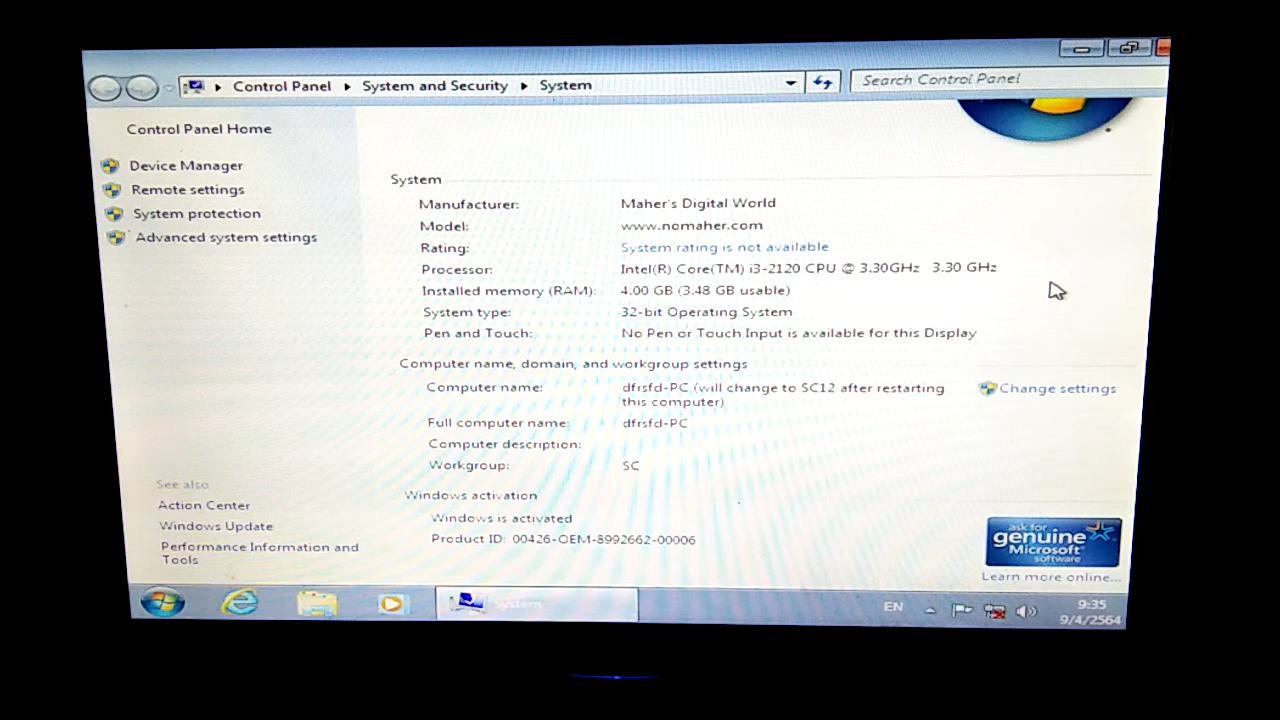 Control Panel ▸ System and Security ▸ System
Search Control Panel
Control Panel Home
Device Manager
Remote settings
System protection
Advanced system settings
See also
Action Center
Windows Update
Performance Information and
Tools
System
Manufacturer: Maher's Digital World
Model: www.nomaher.com
Rating: System rating is not available
Processor: Intel(R) Core(TM) i3-2120 CPU @ 3.30GHz 3.30 GHz
Installed memory (RAM): 4.00 GB (3.48 GB usable)
System type: 32-bit Operating System
Pen and Touch: No Pen or Touch Input is available for this Display
Computer name, domain, and workgroup settings
Computer name: dfrsfd-PC (will change to SC12 after restarting
this computer)
Change settings
Full computer name: dfrsfd-PC
Computer description:
Workgroup: SC
Windows activation
Windows is activated
Product ID: 00426-OEM-8992662-00006
ask for
genuine
Microsoft
software
Learn more online...
System
EN
9:35
9/4/2564